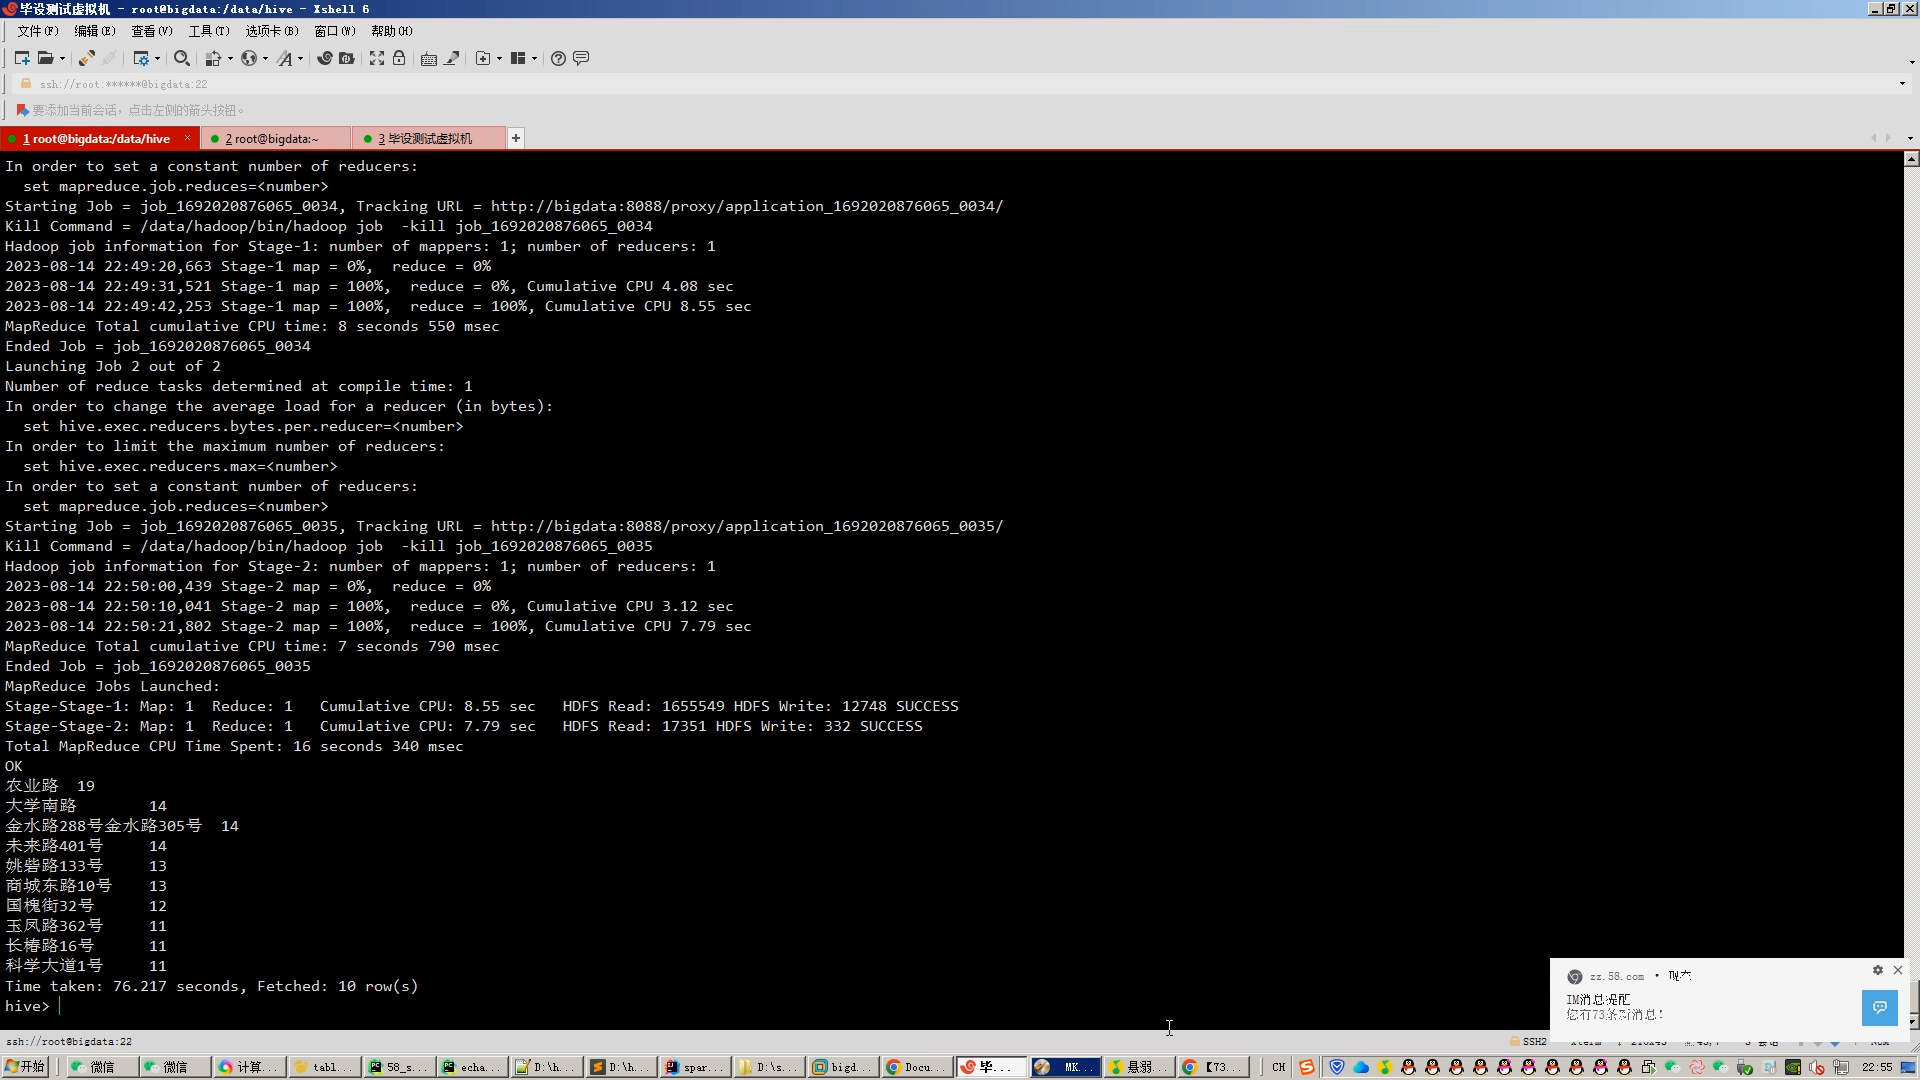 毕设测试虚拟机 - root@bigdata:/data/hive - Xshell 6
文件(F) 编辑(E) 查看(V) 工具(T) 选项卡(B) 窗口(W) 帮助(H)
ssh://root:******@bigdata:22
要添加当前会话，点击左侧的箭头按钮。
1 root@bigdata:/data/hive × 2 root@bigdata:~ 3 毕设测试虚拟机 +
In order to set a constant number of reducers:
set mapreduce.job.reduces=<number>
Starting Job = job_1692020876065_0034, Tracking URL = http://bigdata:8088/proxy/application_1692020876065_0034/
Kill Command = /data/hadoop/bin/hadoop job  -kill job_1692020876065_0034
Hadoop job information for Stage-1: number of mappers: 1; number of reducers: 1
2023-08-14 22:49:20,663 Stage-1 map = 0%,  reduce = 0%
2023-08-14 22:49:31,521 Stage-1 map = 100%,  reduce = 0%, Cumulative CPU 4.08 sec
2023-08-14 22:49:42,253 Stage-1 map = 100%,  reduce = 100%, Cumulative CPU 8.55 sec
MapReduce Total cumulative CPU time: 8 seconds 550 msec
Ended Job = job_1692020876065_0034
Launching Job 2 out of 2
Number of reduce tasks determined at compile time: 1
In order to change the average load for a reducer (in bytes):
set hive.exec.reducers.bytes.per.reducer=<number>
In order to limit the maximum number of reducers:
set hive.exec.reducers.max=<number>
In order to set a constant number of reducers:
set mapreduce.job.reduces=<number>
Starting Job = job_1692020876065_0035, Tracking URL = http://bigdata:8088/proxy/application_1692020876065_0035/
Kill Command = /data/hadoop/bin/hadoop job  -kill job_1692020876065_0035
Hadoop job information for Stage-2: number of mappers: 1; number of reducers: 1
2023-08-14 22:50:00,439 Stage-2 map = 0%,  reduce = 0%
2023-08-14 22:50:10,041 Stage-2 map = 100%,  reduce = 0%, Cumulative CPU 3.12 sec
2023-08-14 22:50:21,802 Stage-2 map = 100%,  reduce = 100%, Cumulative CPU 7.79 sec
MapReduce Total cumulative CPU time: 7 seconds 790 msec
Ended Job = job_1692020876065_0035
MapReduce Jobs Launched:
Stage-Stage-1: Map: 1  Reduce: 1   Cumulative CPU: 8.55 sec   HDFS Read: 1655549 HDFS Write: 12748 SUCCESS
Stage-Stage-2: Map: 1  Reduce: 1   Cumulative CPU: 7.79 sec   HDFS Read: 17351 HDFS Write: 332 SUCCESS
Total MapReduce CPU Time Spent: 16 seconds 340 msec
OK
农业路  19
大学南路  14
金水路288号金水路305号  14
未来路401号  14
姚砦路133号  13
商城东路10号  13
国槐街32号  12
玉凤路362号  11
长椿路16号  11
科学大道1号  11
Time taken: 76.217 seconds, Fetched: 10 row(s)
hive>
zz.58.com • 现在
IM消息提醒
您有73条新消息!
ssh://root@bigdata:22 SSH2
开始 微信 微信 计算... tabl... 58_s... echa... D:\h... D:\h... spar... D:\s... bigd... Docu... 毕... MK... 悬弱... 【73... CH 22:55